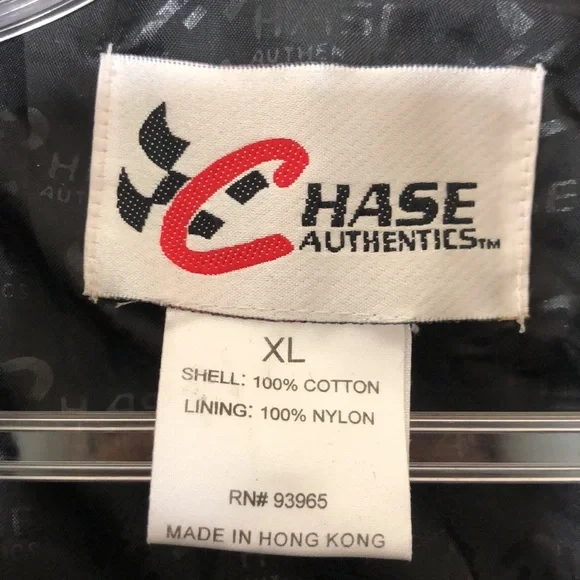 CHASE
AUTHENTICS™
XL
SHELL: 100% COTTON
LINING: 100% NYLON
RN# 93965
MADE IN HONG KONG